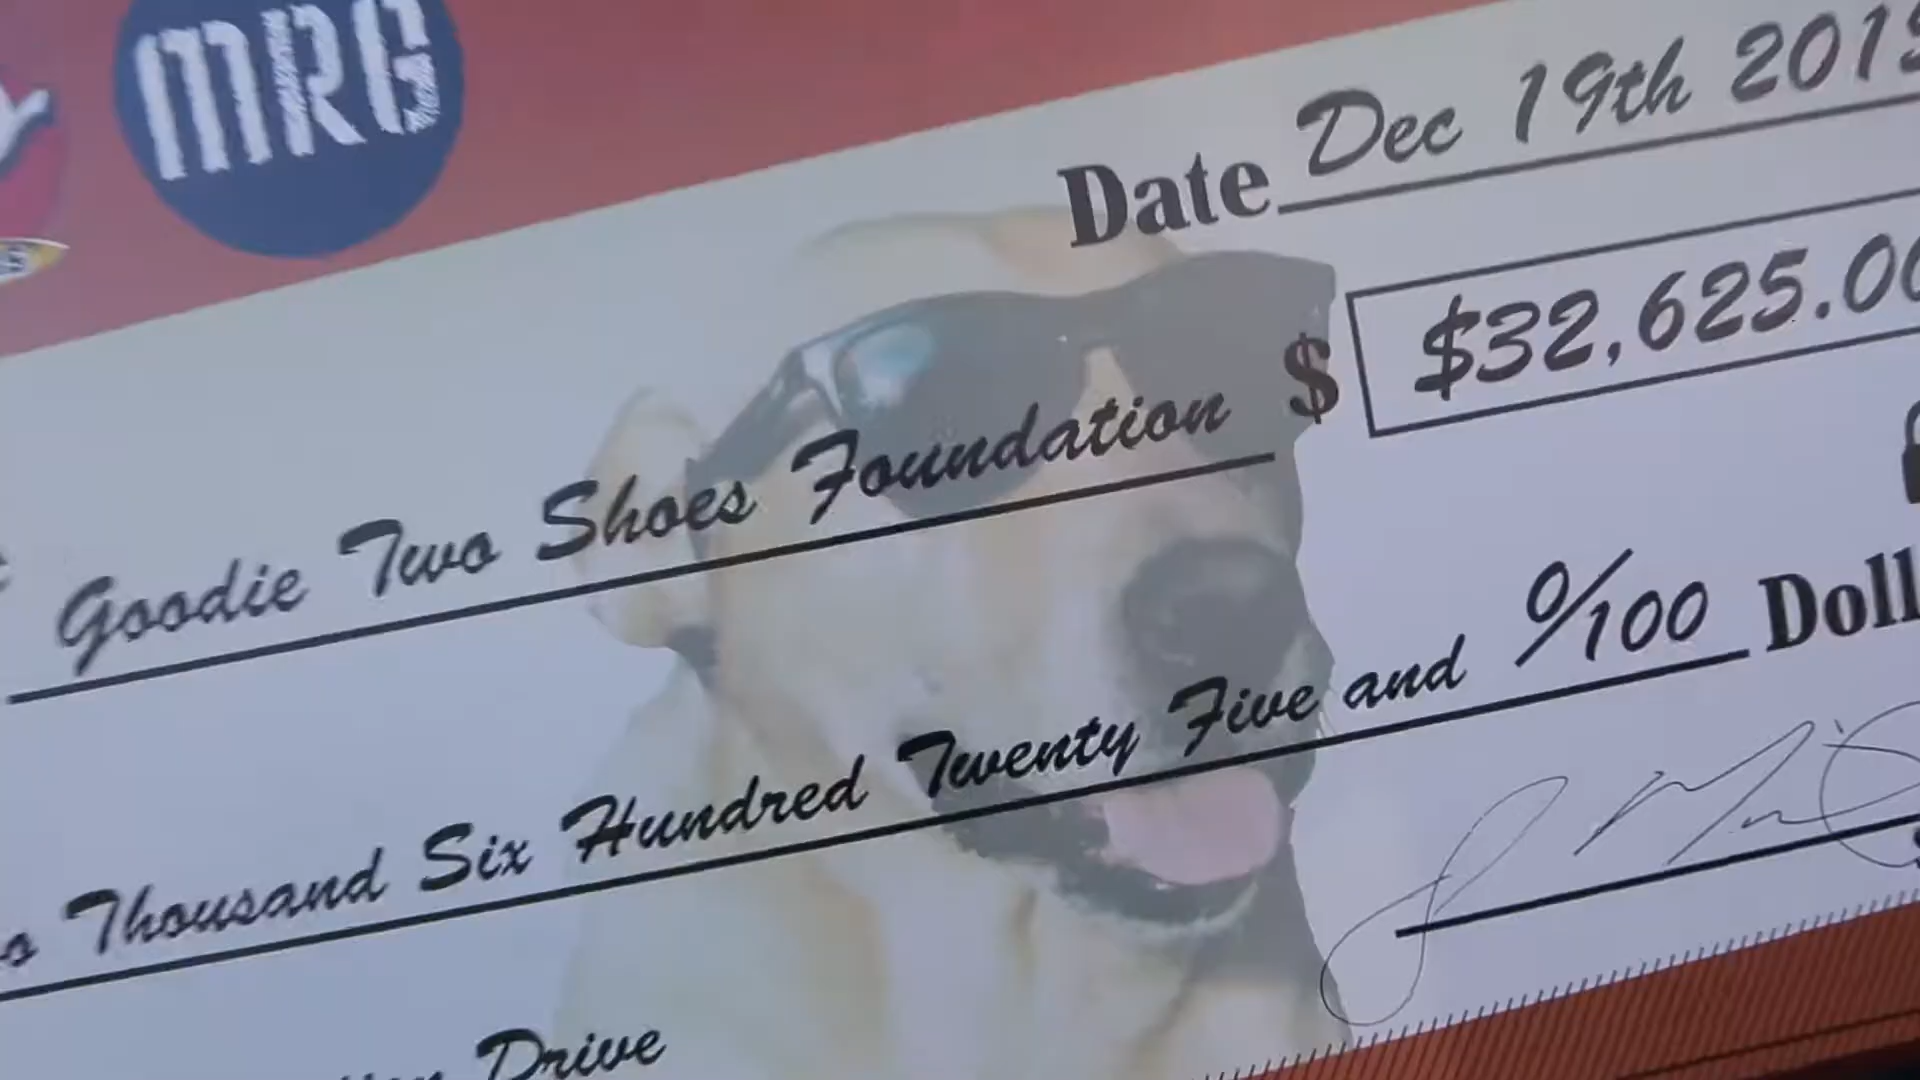 MRG
Date Dec 19th 201
$ $32,625.00
Goodie Two Shoes Foundation
Thousand Six Hundred Twenty Five and 0/100 Doll
Drive